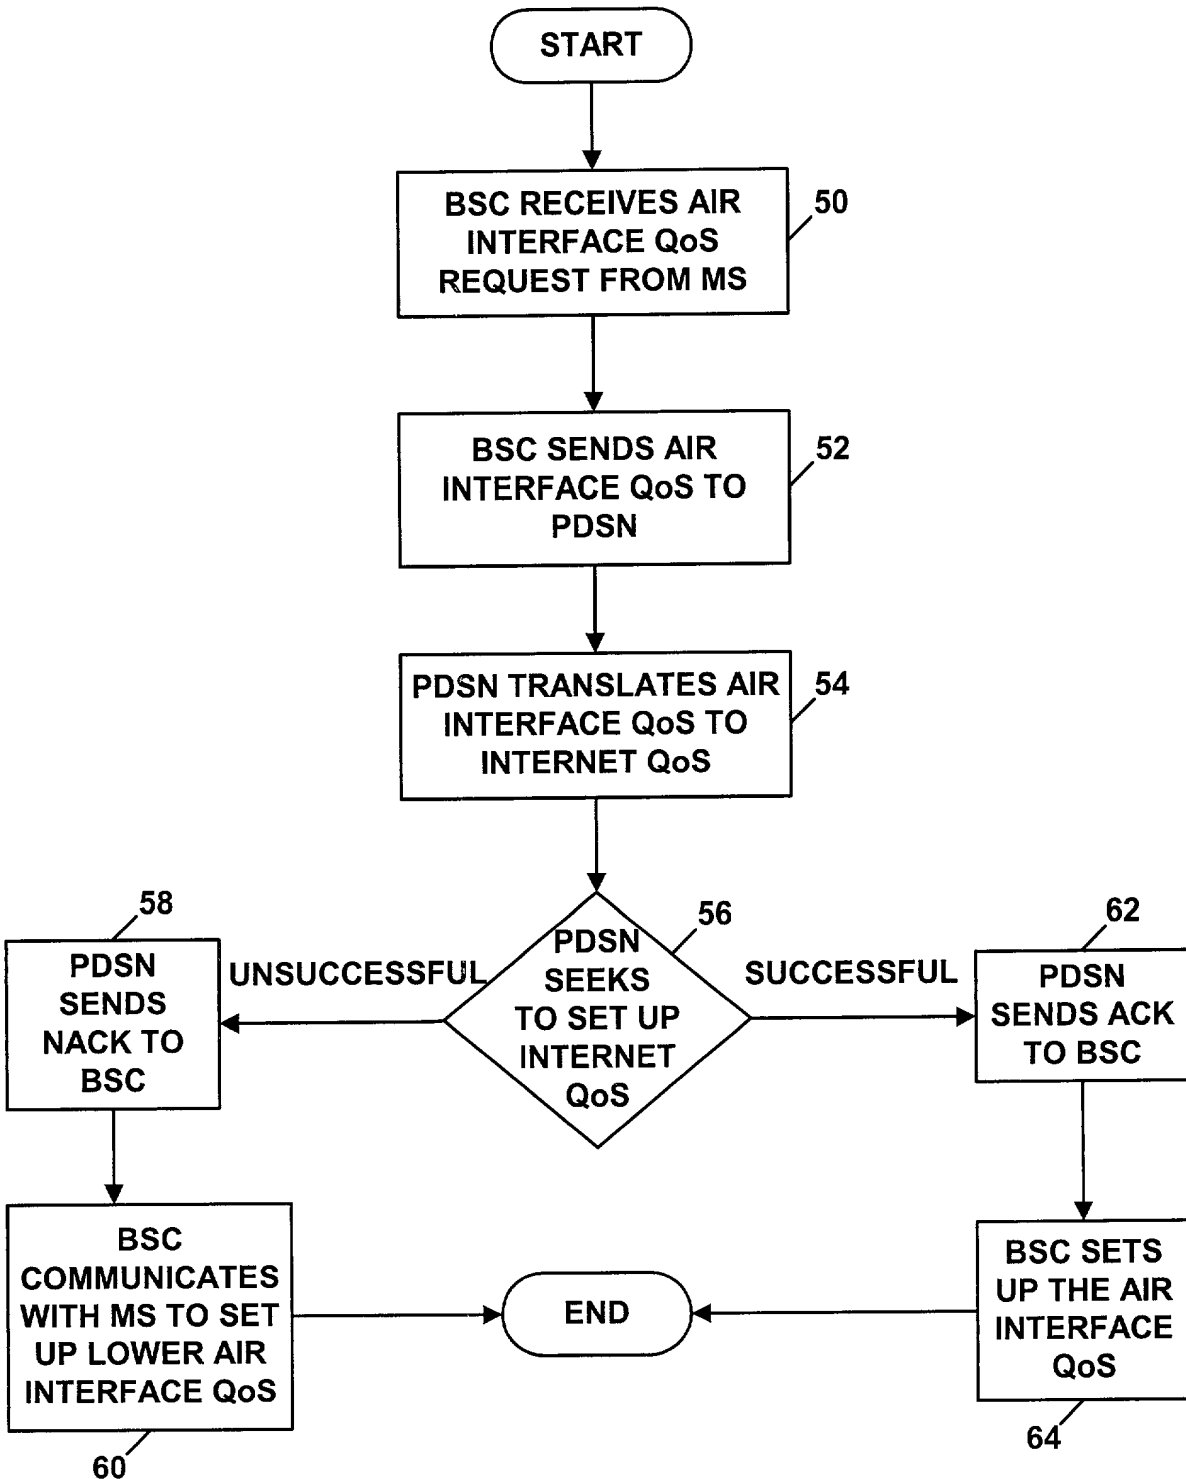 START
BSC RECEIVES AIR
INTERFACE QoS
REQUEST FROM MS
50
BSC SENDS AIR
INTERFACE QoS TO
PDSN
52
PDSN TRANSLATES AIR
INTERFACE QoS TO
INTERNET QoS
54
PDSN
SEEKS
TO SET UP
INTERNET
QoS
56
UNSUCCESSFUL
SUCCESSFUL
58
PDSN
SENDS
NACK TO
BSC
62
PDSN
SENDS ACK
TO BSC
BSC
COMMUNICATES
WITH MS TO SET
UP LOWER AIR
INTERFACE QoS
60
END
BSC SETS
UP THE AIR
INTERFACE
QoS
64